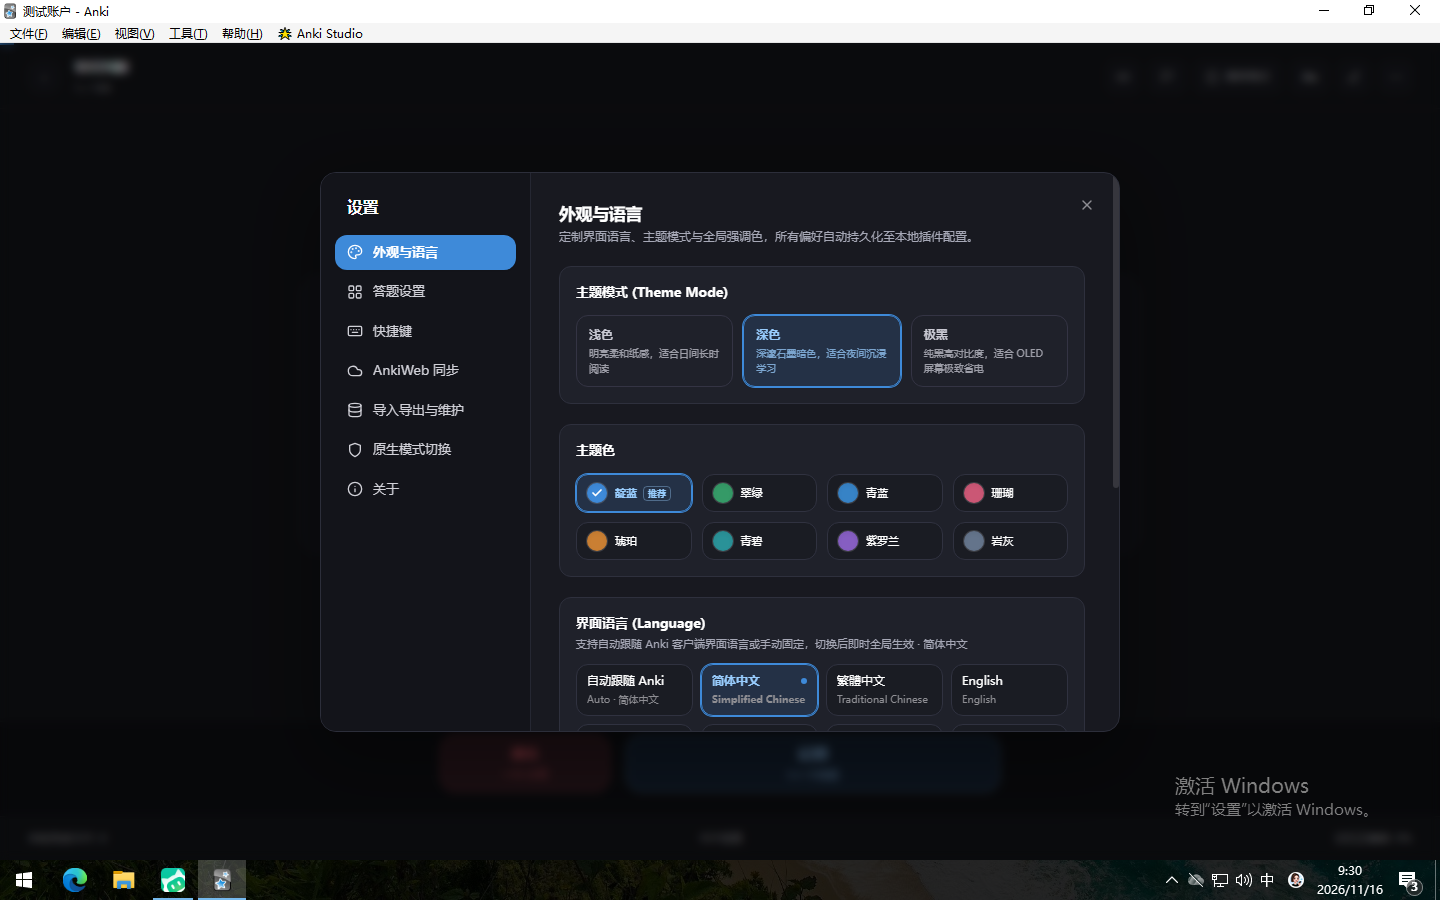 测试账户 - Anki
文件(F) 编辑(E) 视图(V) 工具(T) 帮助(H) Anki Studio
设置
外观与语言
答题设置
快捷键
AnkiWeb 同步
导入导出与维护
原生模式切换
关于
外观与语言
定制界面语言、主题模式与全局强调色，所有偏好自动持久化至本地插件配置。
主题模式 (Theme Mode)
浅色
明亮柔和纸感，适合日间长时
阅读
深色
深邃石墨暗色，适合夜间沉浸
学习
极黑
纯黑高对比度，适合 OLED
屏幕极致省电
主题色
靛蓝 推荐
翠绿
青蓝
珊瑚
琥珀
青碧
紫罗兰
岩灰
界面语言 (Language)
支持自动跟随 Anki 客户端界面语言或手动固定，切换后即时全局生效 · 简体中文
自动跟随 Anki
Auto · 简体中文
简体中文
Simplified Chinese
繁體中文
Traditional Chinese
English
English
激活 Windows
转到“设置”以激活 Windows。
中
9:30
2026/11/16
3